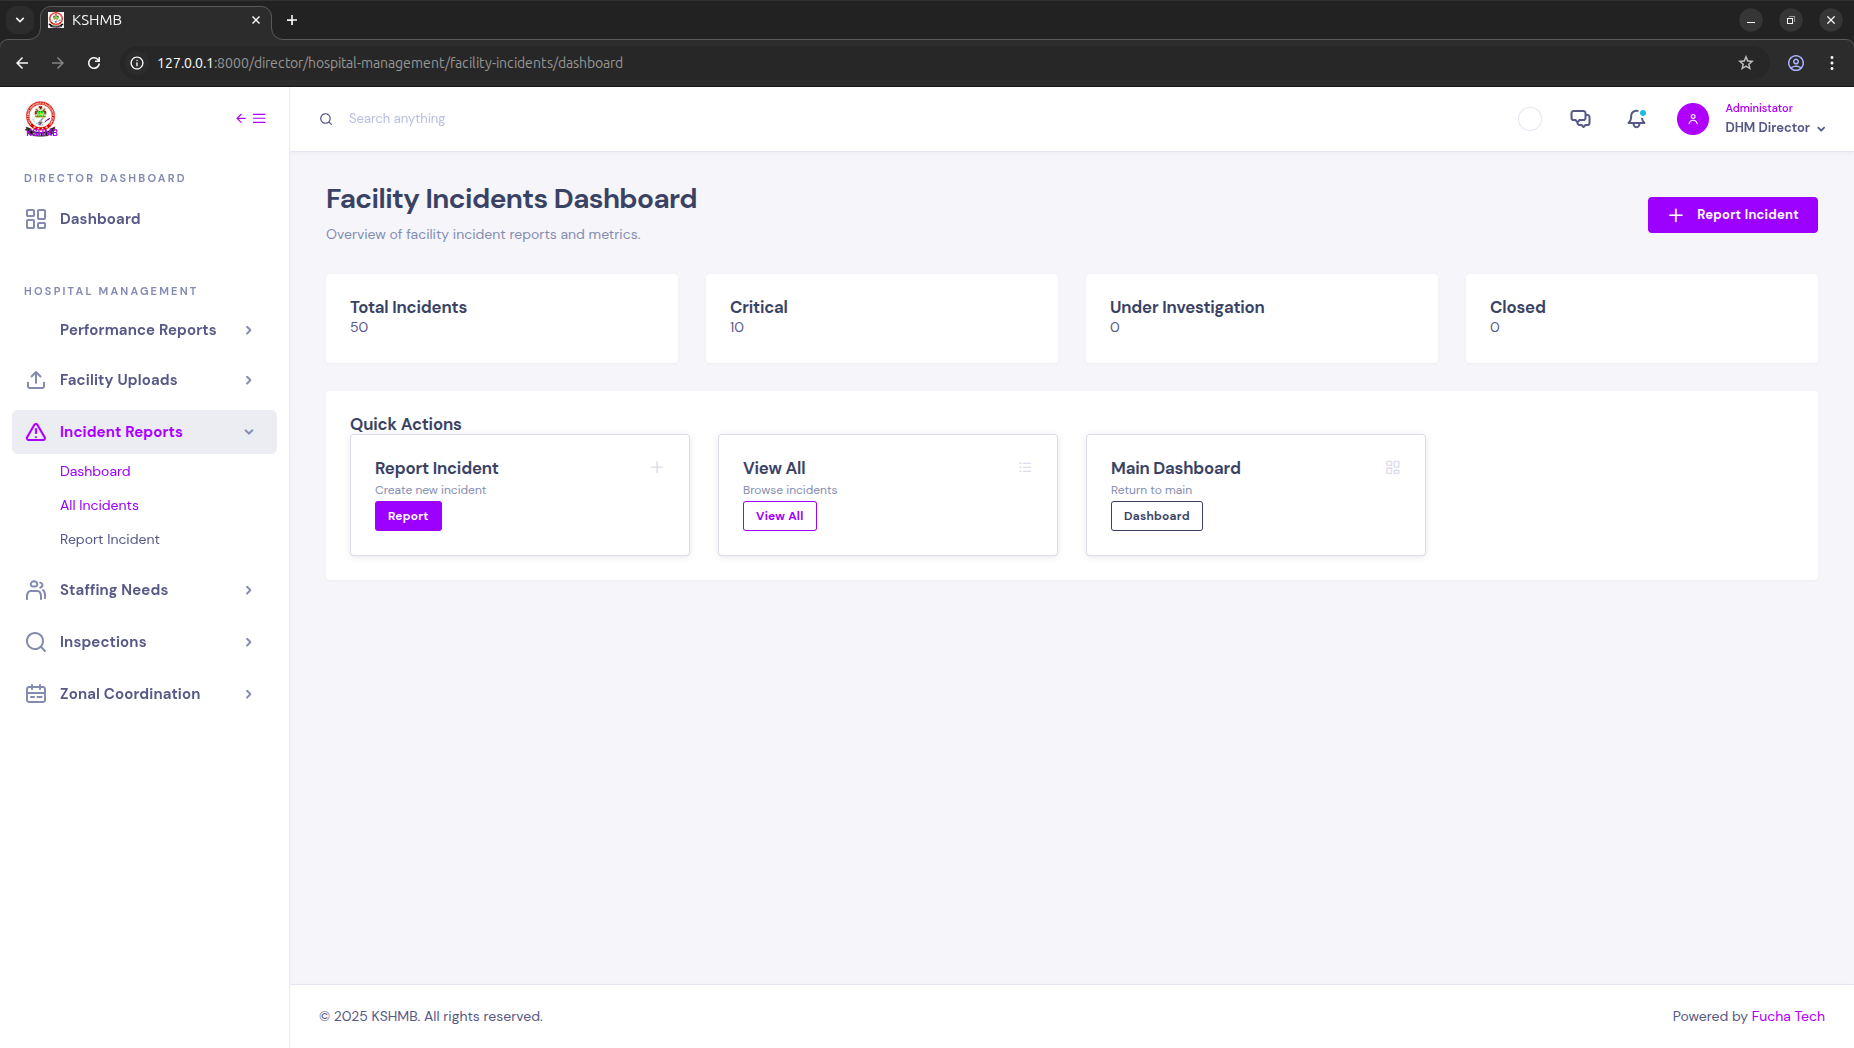 KSHMB
127.0.0.1:8000/director/hospital-management/facility-incidents/dashboard
Search anything
Administator
DHM Director
DIRECTOR DASHBOARD
Dashboard
HOSPITAL MANAGEMENT
Performance Reports
Facility Uploads
Incident Reports
Dashboard
All Incidents
Report Incident
Staffing Needs
Inspections
Zonal Coordination
Facility Incidents Dashboard
Overview of facility incident reports and metrics.
Report Incident
Total Incidents
50
Critical
10
Under Investigation
0
Closed
0
Quick Actions
Report Incident
Create new incident
Report
View All
Browse incidents
View All
Main Dashboard
Return to main
Dashboard
© 2025 KSHMB. All rights reserved.
Powered by Fucha Tech